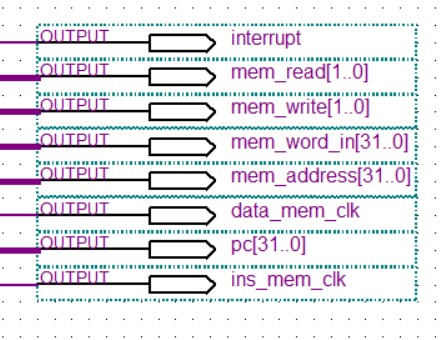 OUTPUT interrupt
OUTPUT mem_read[1..0]
OUTPUT mem_write[1..0]
OUTPUT mem_word_in[31..0]
OUTPUT mem_address[31..0]
OUTPUT data_mem_clk
OUTPUT pc[31..0]
OUTPUT ins_mem_clk